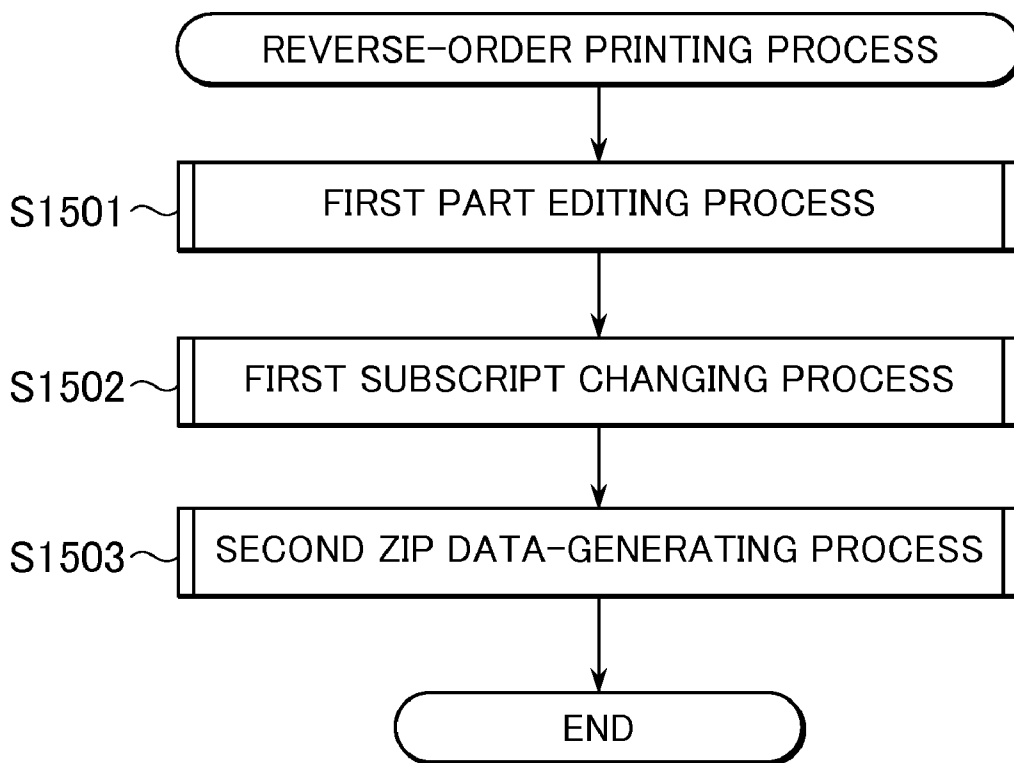 REVERSE-ORDER PRINTING PROCESS
S1501 FIRST PART EDITING PROCESS
S1502 FIRST SUBSCRIPT CHANGING PROCESS
S1503 SECOND ZIP DATA-GENERATING PROCESS
END